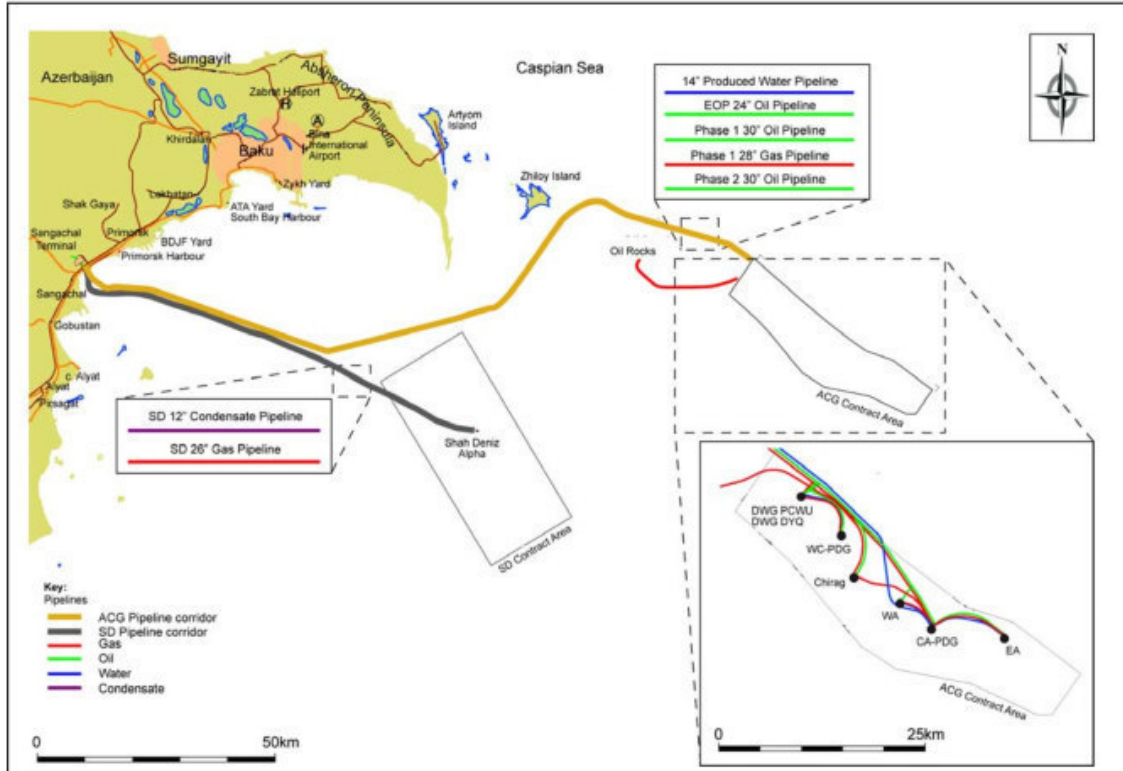 Azerbaijan
Sumgayit
Absheron Peninsula
Caspian Sea
N
Zabrat Heliport
H
A
Bina
International
Airport
Artyom
Island
Khirdalan
Baku
Zykh Yard
Zhiloy Island
Lokbatan
Shak Gaya
ATA Yard
South Bay Harbour
Sangachal
Terminal
Primorsk
BDJF Yard
Primorsk Harbour
Sangachal
Gobustan
c. Alyat
Alyat
Pirsagat
14" Produced Water Pipeline
EOP 24" Oil Pipeline
Phase 1 30" Oil Pipeline
Phase 1 28" Gas Pipeline
Phase 2 30" Oil Pipeline
Oil Rocks
ACG Contract Area
SD 12" Condensate Pipeline
SD 26" Gas Pipeline
Shah Deniz
Alpha
SD Contract Area
DWG PCWU
DWG DYQ
WC-PDG
Chirag
WA
CA-PDG
EA
ACG Contract Area
0
25km
Key:
Pipelines
ACG Pipeline corridor
SD Pipeline corridor
Gas
Oil
Water
Condensate
0
50km